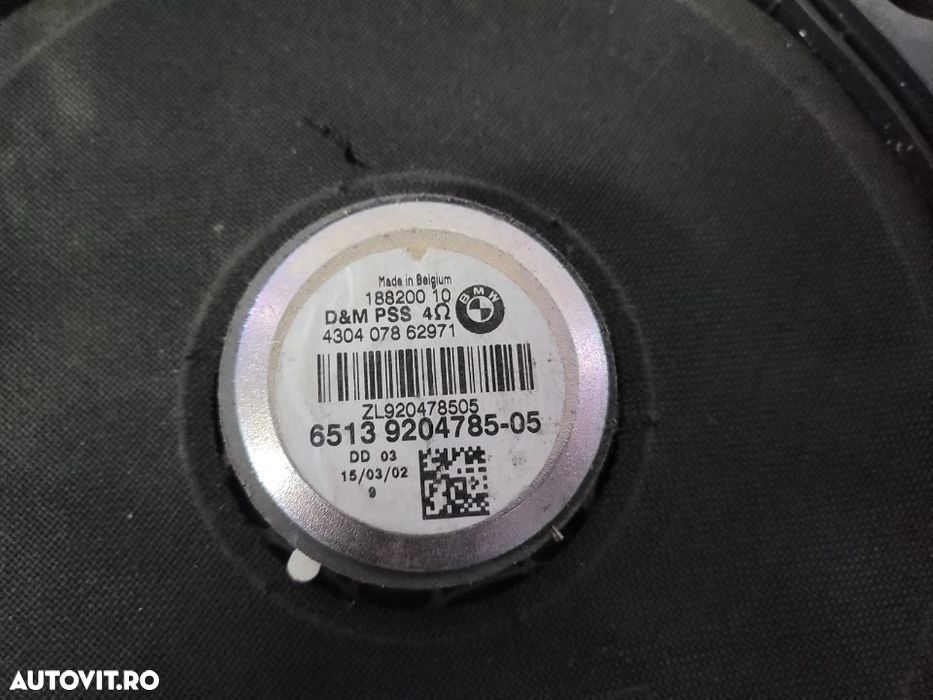 Made in Belgium
188200 10
BMW
D&M PSS 4Ω
4304 078 62971
ZL920478505
6513 9204785-05
DD 03
15/03/02
9
AUTOVIT.RO